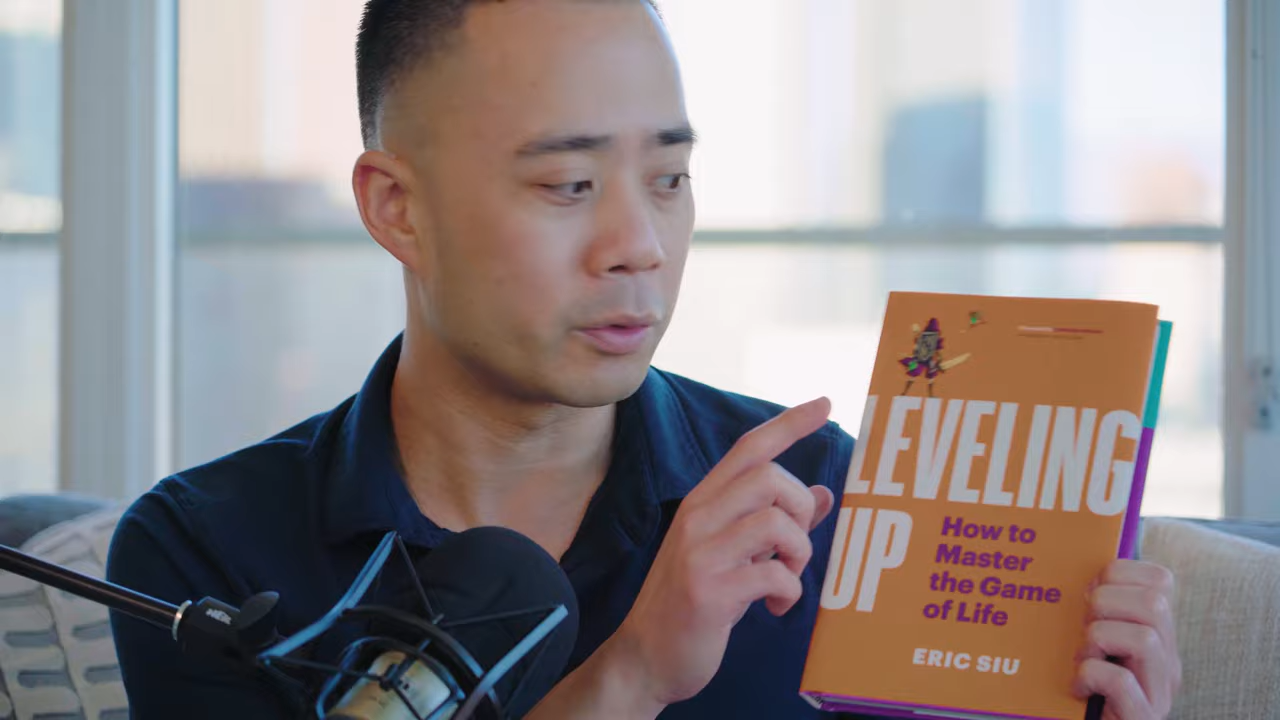 LEVELING
UP
How to
Master
the Game
of Life
ERIC SIU